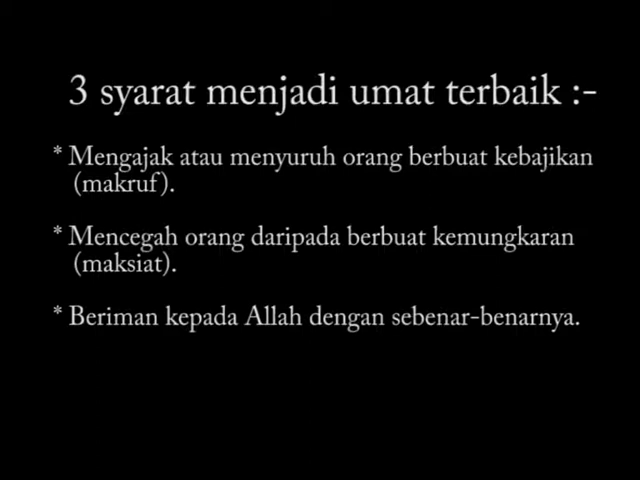 3 syarat menjadi umat terbaik :-
* Mengajak atau menyuruh orang berbuat kebajikan
(makruf).
* Mencegah orang daripada berbuat kemungkaran
(maksiat).
* Beriman kepada Allah dengan sebenar-benarnya.